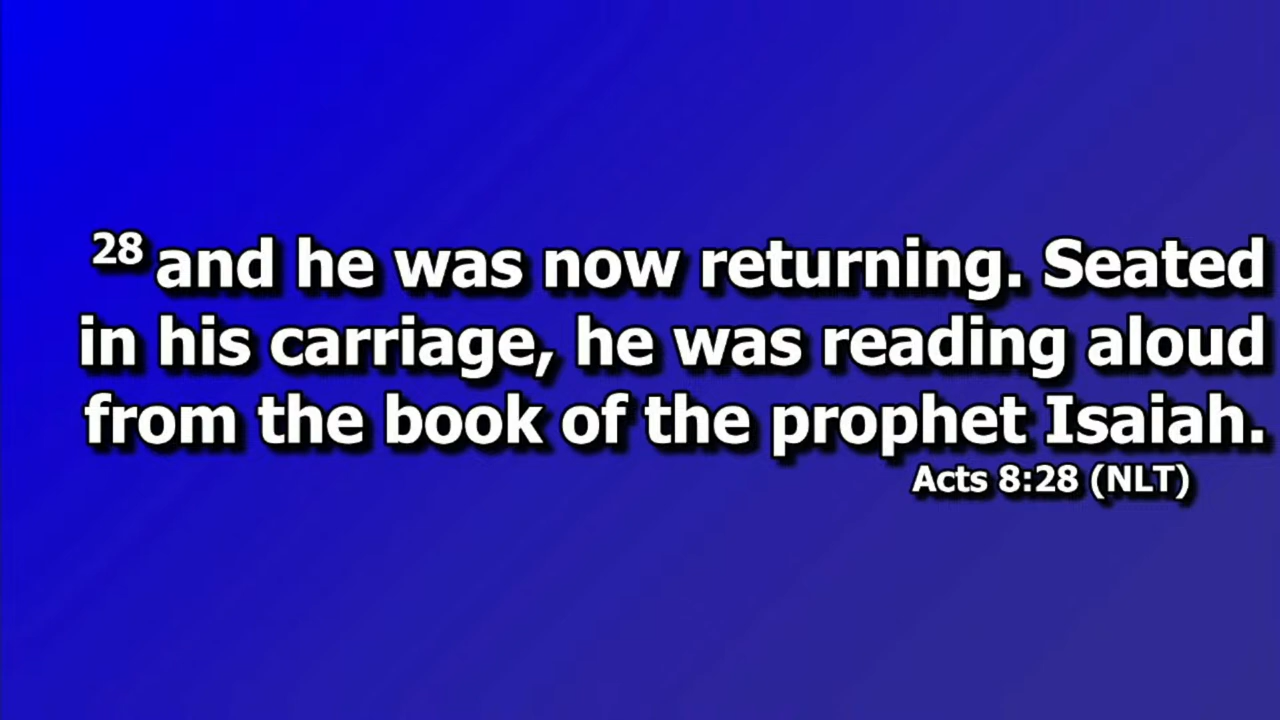 28 and he was now returning. Seated
in his carriage, he was reading aloud
from the book of the prophet Isaiah.
Acts 8:28 (NLT)